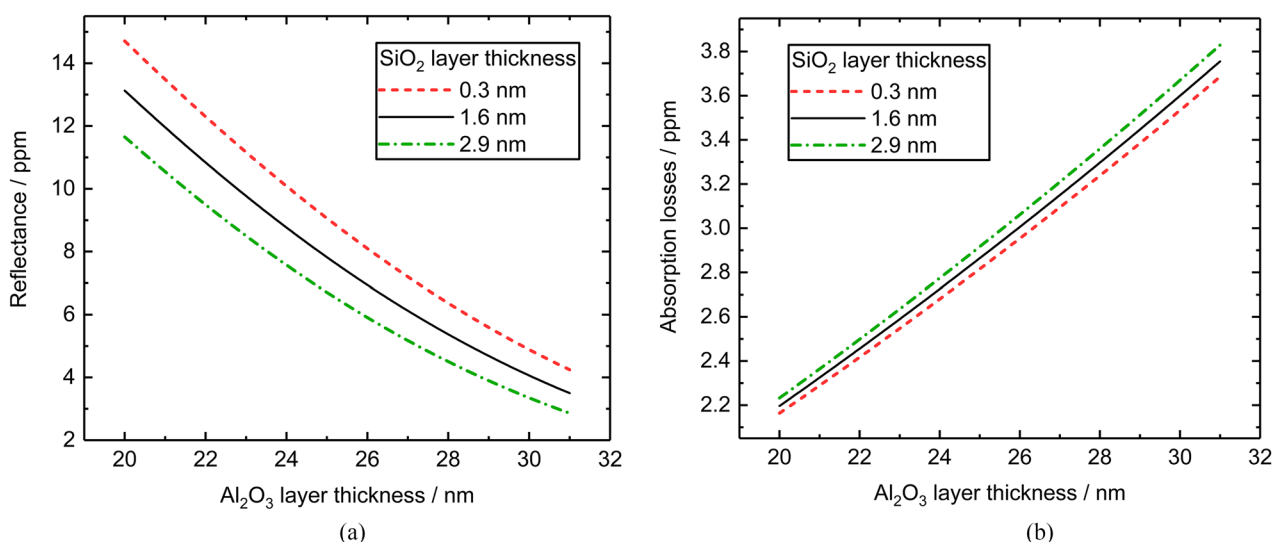 Reflectance / ppm
14
12
10
8
6
4
2
SiO2 layer thickness
0.3 nm
1.6 nm
2.9 nm
20 22 24 26 28 30 32
Al2O3 layer thickness / nm
(a)
Absorption losses / ppm
3.8
3.6
3.4
3.2
3.0
2.8
2.6
2.4
2.2
SiO2 layer thickness
0.3 nm
1.6 nm
2.9 nm
20 22 24 26 28 30 32
Al2O3 layer thickness / nm
(b)